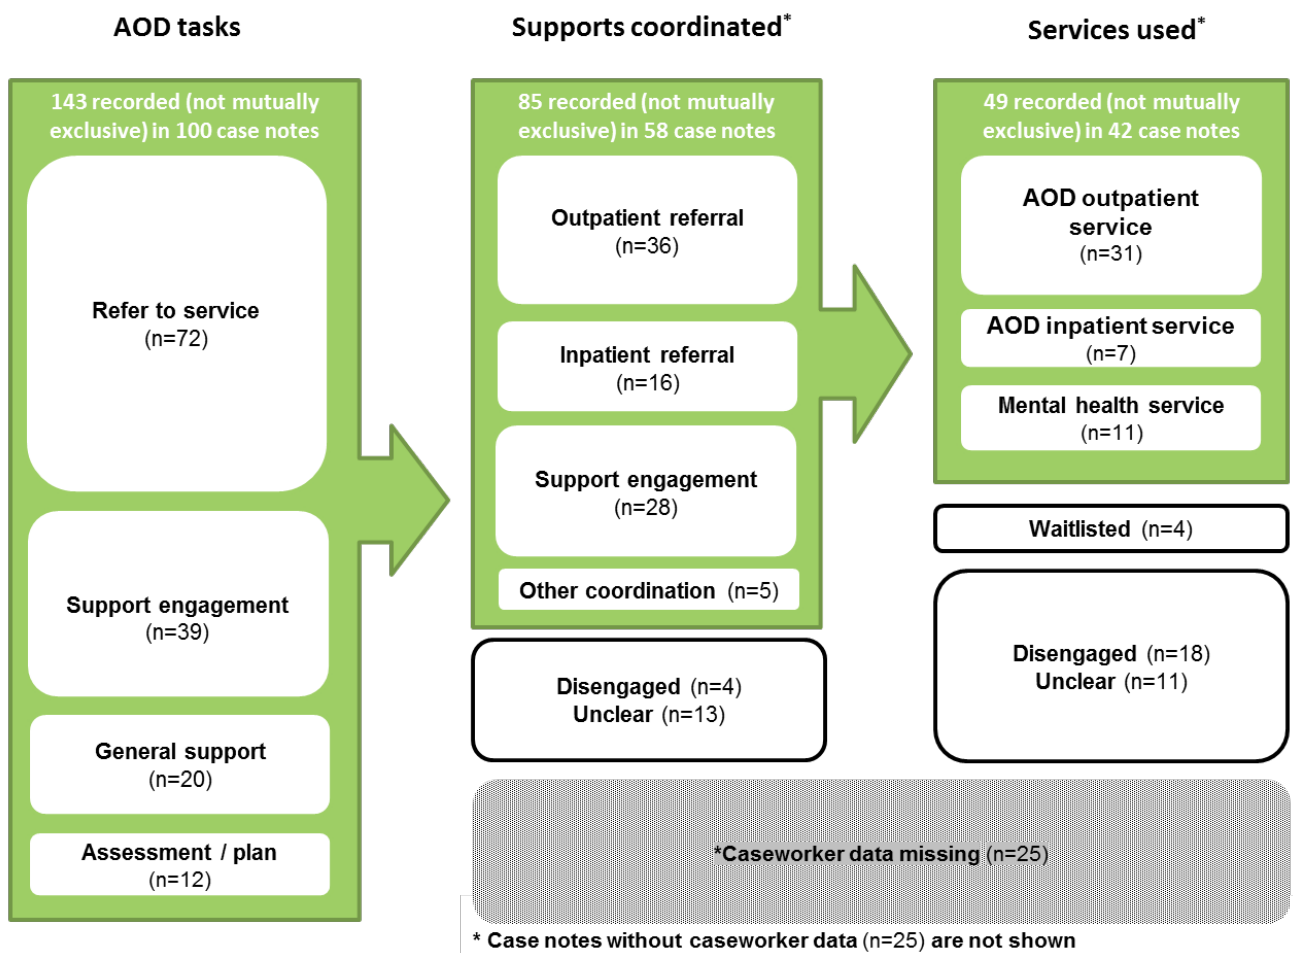 AOD tasks
143 recorded (not mutually
exclusive) in 100 case notes
Refer to service
(n=72)
Support engagement
(n=39)
General support
(n=20)
Assessment / plan
(n=12)
Supports coordinated*
85 recorded (not mutually
exclusive) in 58 case notes
Outpatient referral
(n=36)
Inpatient referral
(n=16)
Support engagement
(n=28)
Other coordination (n=5)
Disengaged (n=4)
Unclear (n=13)
Services used*
49 recorded (not mutually
exclusive) in 42 case notes
AOD outpatient
service
(n=31)
AOD inpatient service
(n=7)
Mental health service
(n=11)
Waitlisted (n=4)
Disengaged (n=18)
Unclear (n=11)
*Caseworker data missing (n=25)
* Case notes without caseworker data (n=25) are not shown